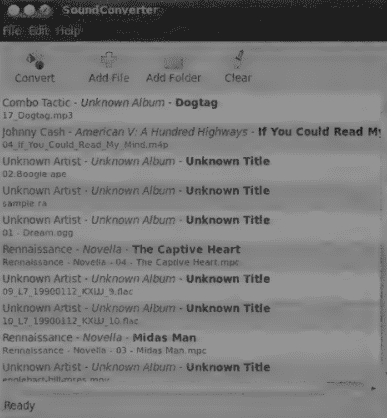 SoundConverter
File Edit Help
Convert Add File Add Folder Clear
Combo Tactic - Unknown Album - Dogtag
17_Dogtag.mp3
Johnny Cash - American V: A Hundred Highways - If You Could Read My
04_If_You_Could_Read_My_Mind.m4p
Unknown Artist - Unknown Album - Unknown Title
02 Boogie.ape
Unknown Artist - Unknown Album - Unknown Title
sample.ra
Unknown Artist - Unknown Album - Unknown Title
01 - Dream.ogg
Rennaissance - Novella - The Captive Heart
Rennaissance - Novella - 04 - The Captive Heart.mpc
Unknown Artist - Unknown Album - Unknown Title
Unknown Artist - Unknown Album - Unknown Title
Rennaissance - Novella - Midas Man
Rennaissance - Novella - 03 - Midas Man.mpc
Unknown Artist - Unknown Album - Unknown Title
Ready